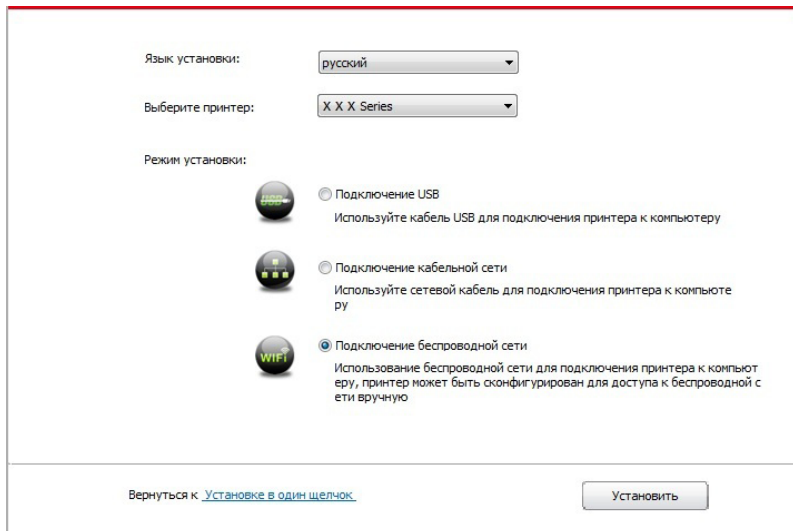 Язык установки:
русский
Выберите принтер:
X X X Series
Режим установки:
USB
Подключение USB
Используйте кабель USB для подключения принтера к компьютеру
Подключение кабельной сети
Используйте сетевой кабель для подключения принтера к компьюте
ру
WiFi
Подключение беспроводной сети
Использование беспроводной сети для подключения принтера к компьют
еру, принтер может быть сконфигурирован для доступа к беспроводной с
ети вручную
Вернуться к Установке в один щелчок
Установить